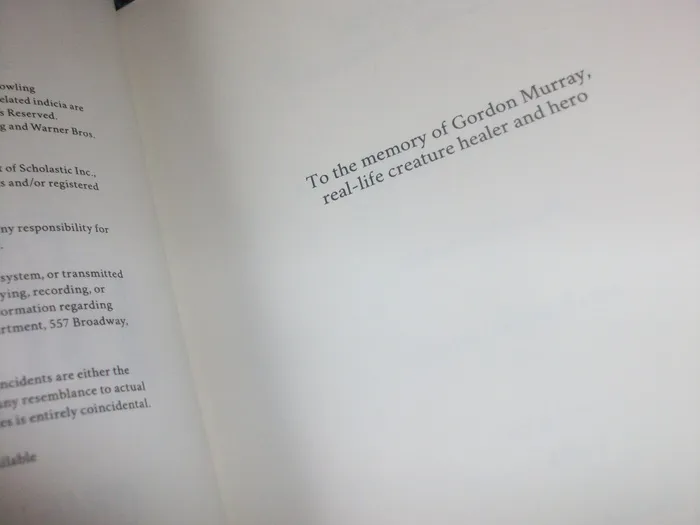 owling
elated indicia are
s Reserved.
g and Warner Bros.
of Scholastic Inc.,
s and/or registered
ny responsibility for
.
system, or transmitted
ying, recording, or
ormation regarding
rtment, 557 Broadway,
ncidents are either the
any resemblance to actual
es is entirely coincidental.
ilable
To the memory of Gordon Murray,
real-life creature healer and hero